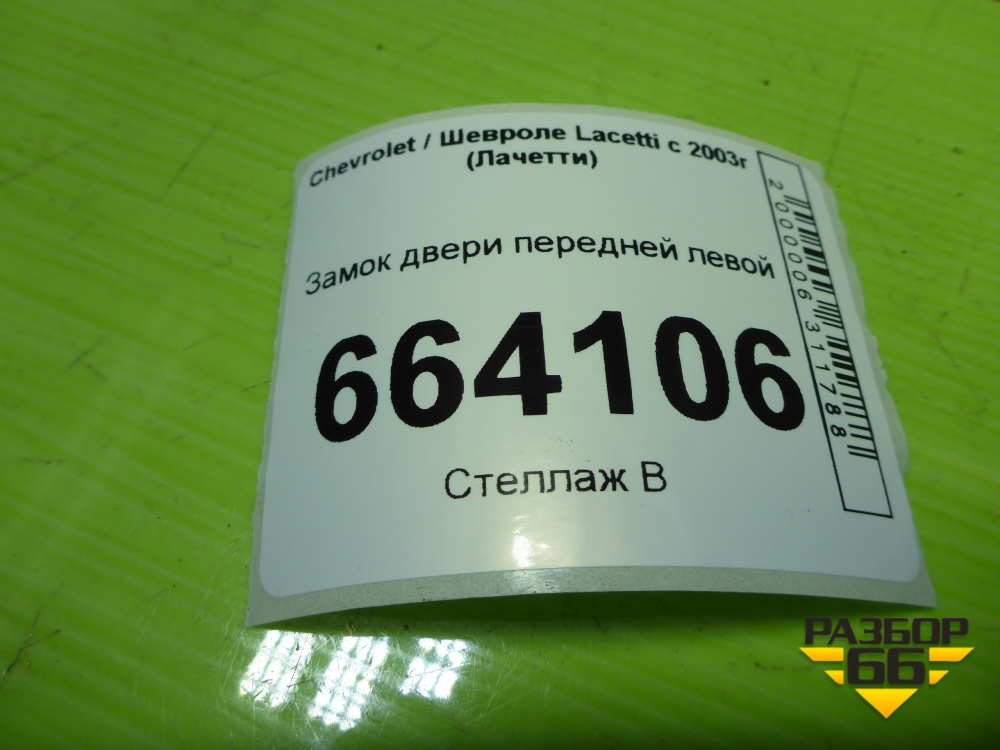 Chevrolet / Шевроле Lacetti с 2003г
(Лачетти)
Замок двери передней левой
664106
Стеллаж В
2000006311788
РАЗБОР
66